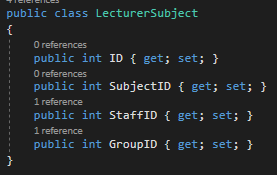 4 references
public class LecturerSubject
{
0 references
public int ID { get; set; }
0 references
public int SubjectID { get; set; }
1 reference
public int StaffID { get; set; }
1 reference
public int GroupID { get; set; }
}